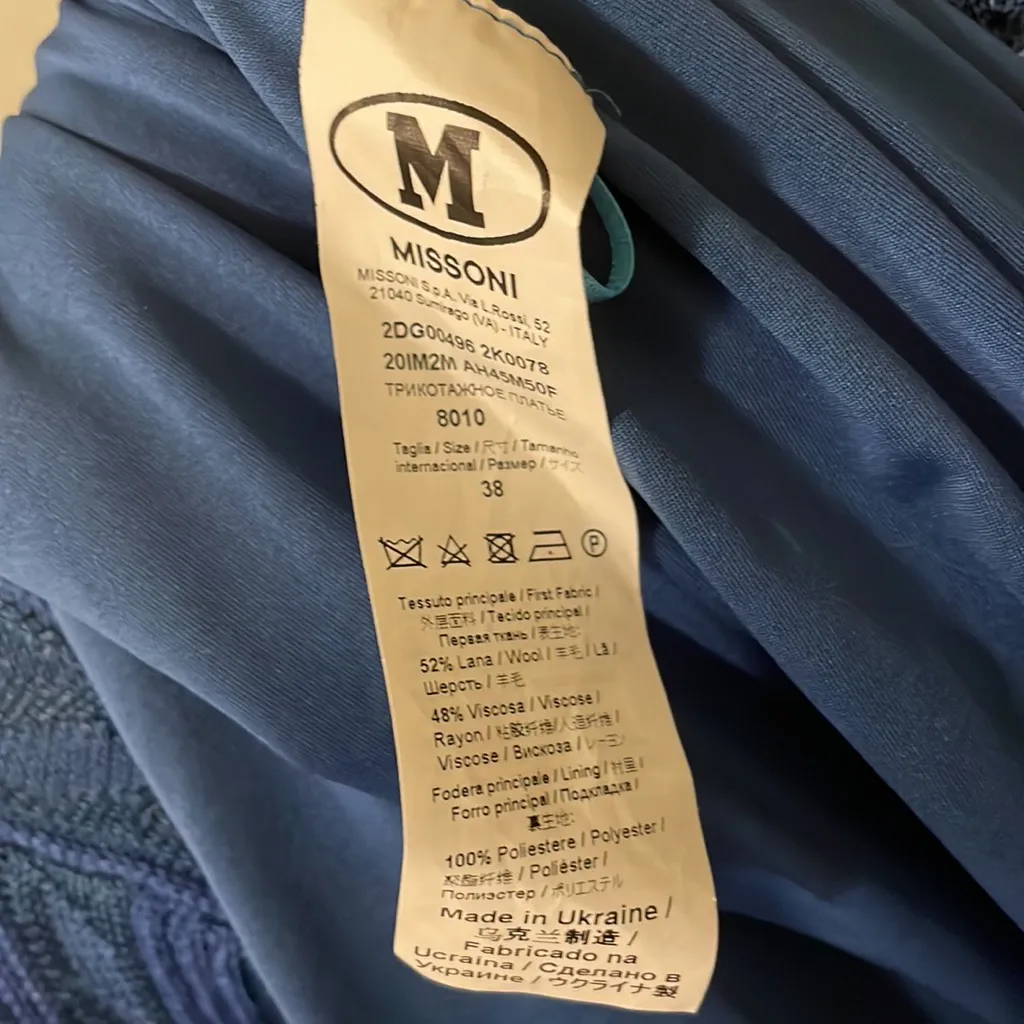 M
MISSONI
MISSONI S.p.A. Via L.Rossi, 52
21040 Sumirago (VA) - ITALY
2DG00496 2K0078
20IM2M AH45M50F
ТРИКОТАЖНОЕ ПЛАТЬЕ
8010
Taglia / Size / 尺寸 / Tamanho
internacional / Размер / サイズ
38
P
Tessuto principale / First Fabric /
外层面料 / Tecido principal /
Первая ткань / 表生地:
52% Lana / Wool / 羊毛 / Lã /
Шерсть / 羊毛
48% Viscosa / Viscose /
Rayon / 粘胶纤维/人造纤维 /
Viscose / Вискоза / レーヨン
Fodera principale / Lining / 衬里 /
Forro principal / Подкладка /
裏生地:
100% Poliestere / Polyester /
聚酯纤维 / Poliéster /
Полиэстер / ポリエステル
Made in Ukraine /
乌克兰制造 /
Fabricado na
Ucraina / Сделано в
Украине / ウクライナ製